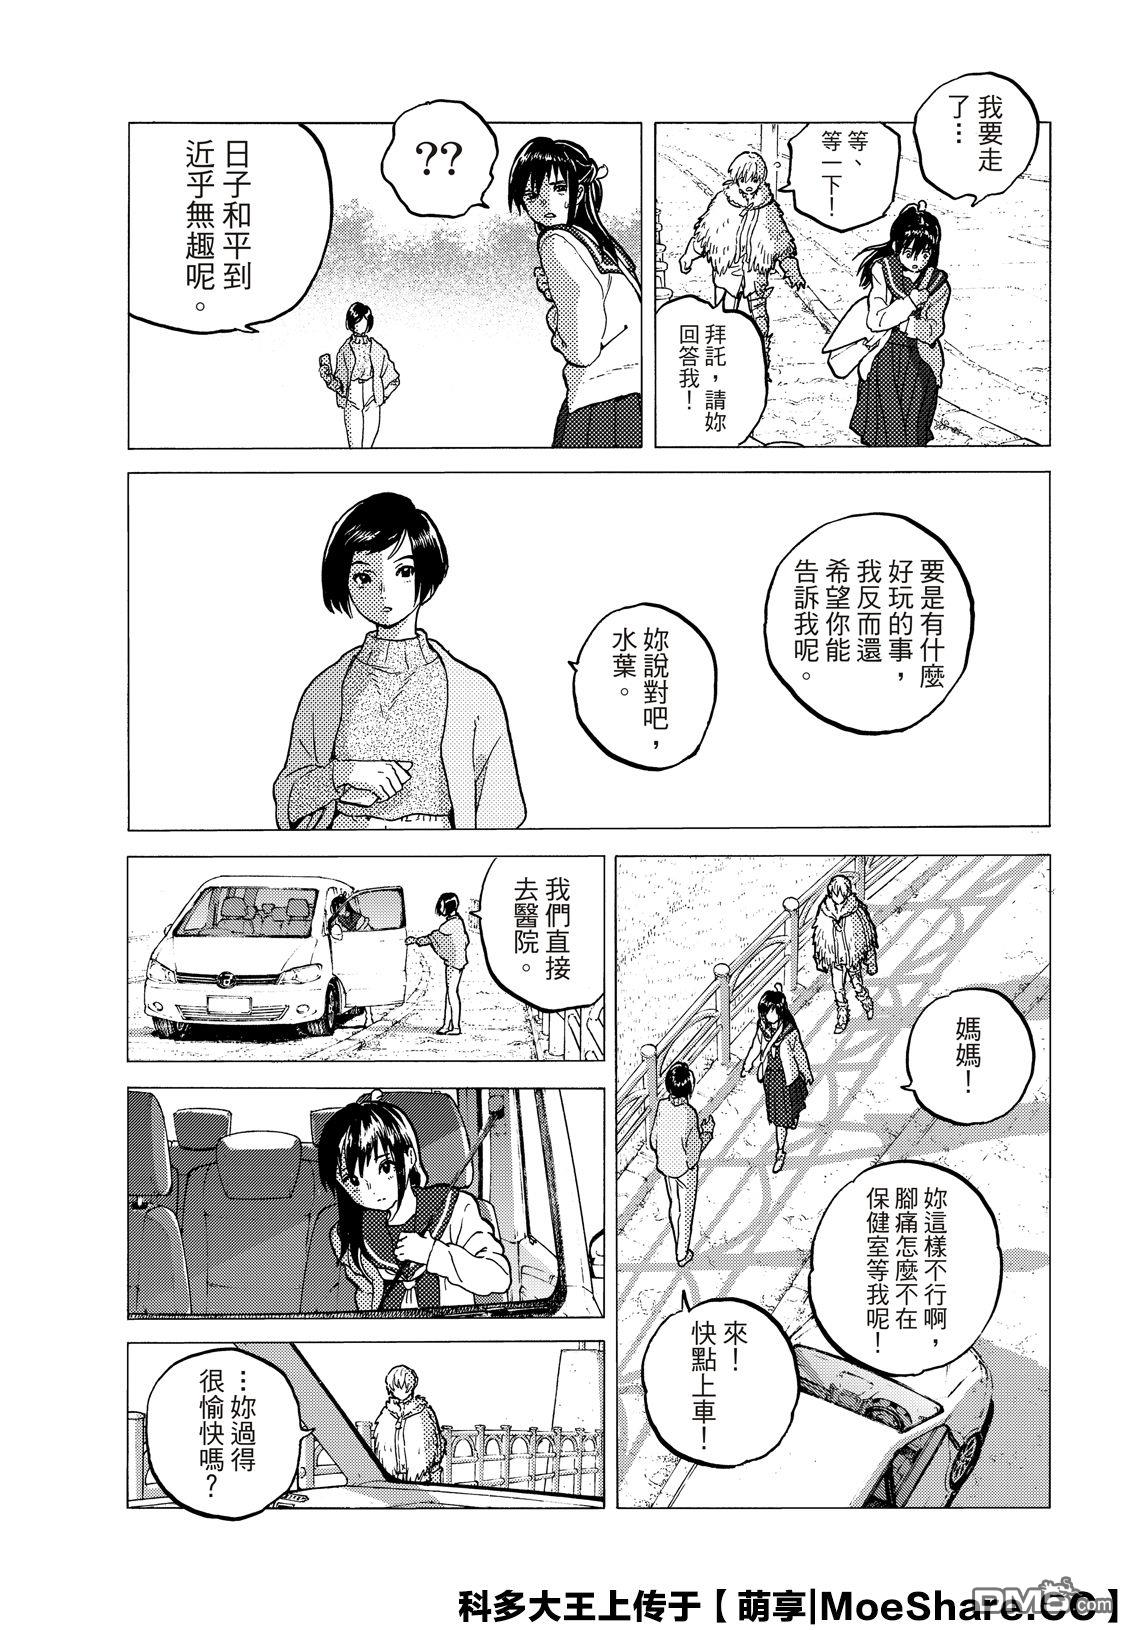 我要走
了…
等、
等一下！
拜託，請妳
回答我！
？？
日子和平到
近乎無趣呢。
要是有什麼
好玩的事，
我反而還
希望你能
告訴我呢。
妳說對吧，
水葉。
媽媽！
妳這樣不行啊，
腳痛怎麼不在
保健室等我呢！
來！
快點上車！
我們直接
去醫院。
…妳過得
很愉快嗎？
科多大王上传于【萌享|MoeShare.CC】